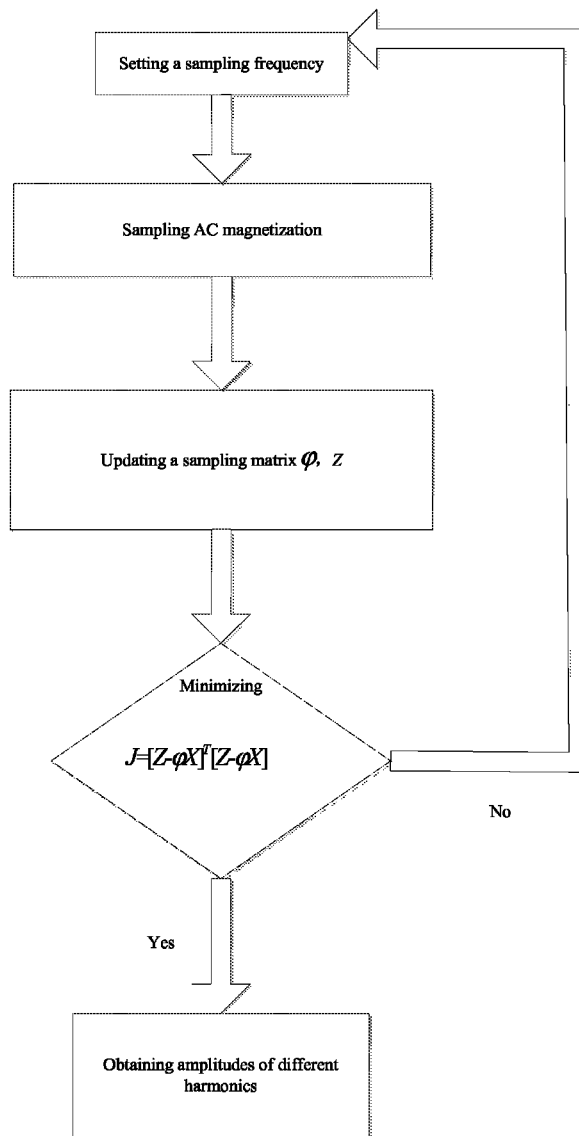 Setting a sampling frequency
Sampling AC magnetization
Updating a sampling matrix φ, Z
Minimizing
J=[Z-φX]ᵀ[Z-φX]
No
Yes
Obtaining amplitudes of different
harmonics